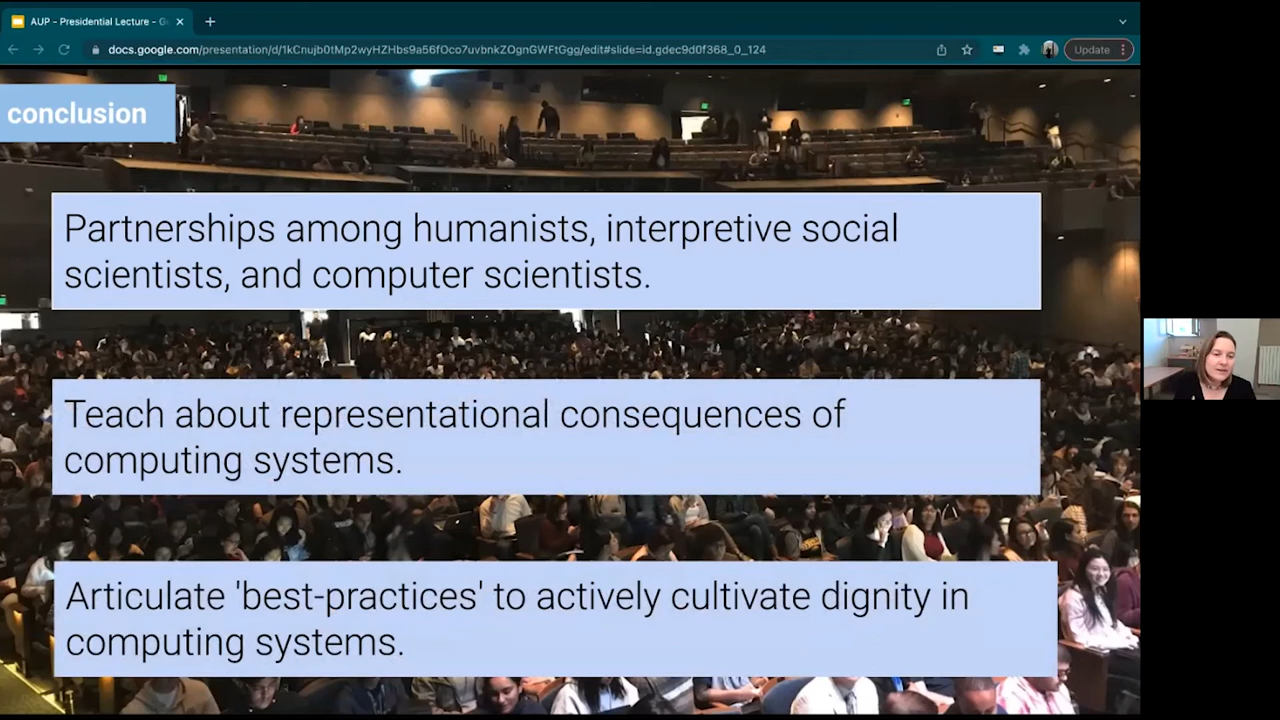 AUP - Presidential Lecture - G
docs.google.com/presentation/d/1kCnujb0tMp2wyHZHbs9a56fOco7uvbnkZOgnGWFtGgg/edit#slide=id.gdec9d0f368_0_124
Update
conclusion
Partnerships among humanists, interpretive social
scientists, and computer scientists.
Teach about representational consequences of
computing systems.
Articulate 'best-practices' to actively cultivate dignity in
computing systems.